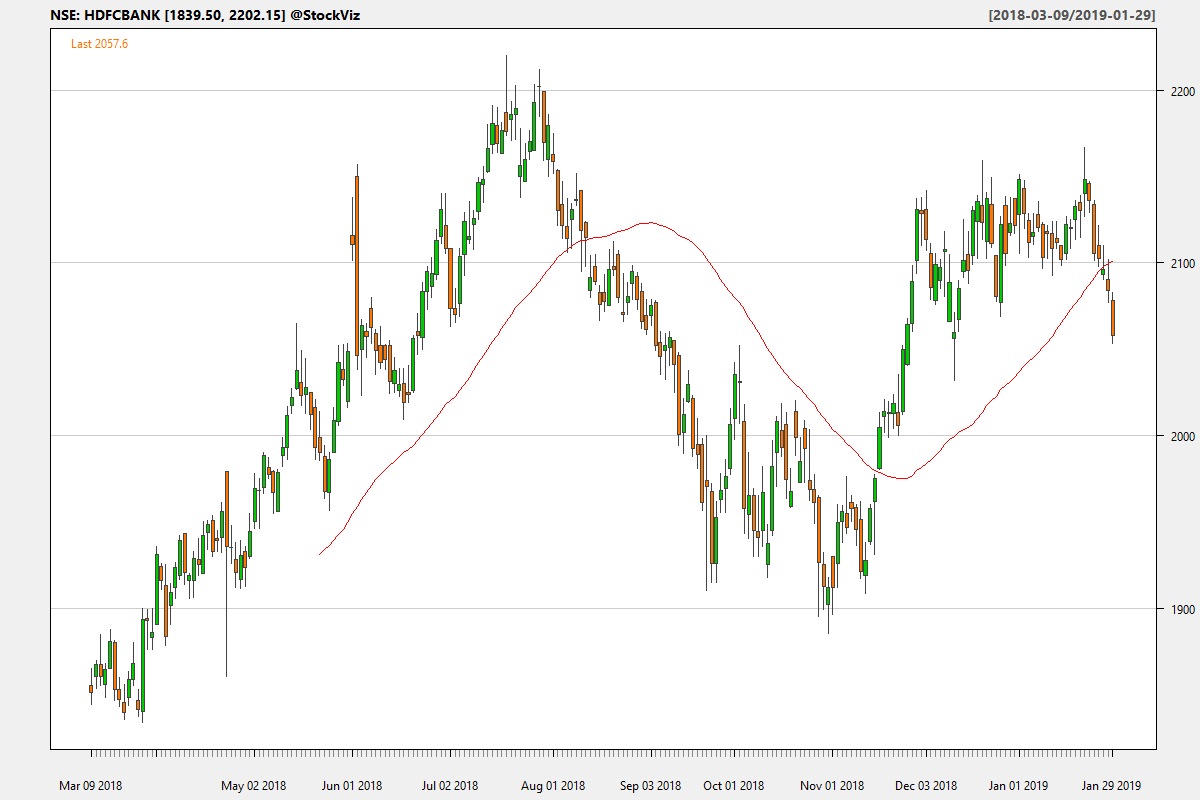 NSE: HDFCBANK [1839.50, 2202.15] @StockViz [2018-03-09/2019-01-29]
Last 2057.6
2200
2100
2000
1900
Mar 09 2018 May 02 2018 Jun 01 2018 Jul 02 2018 Aug 01 2018 Sep 03 2018 Oct 01 2018 Nov 01 2018 Dec 03 2018 Jan 01 2019 Jan 29 2019